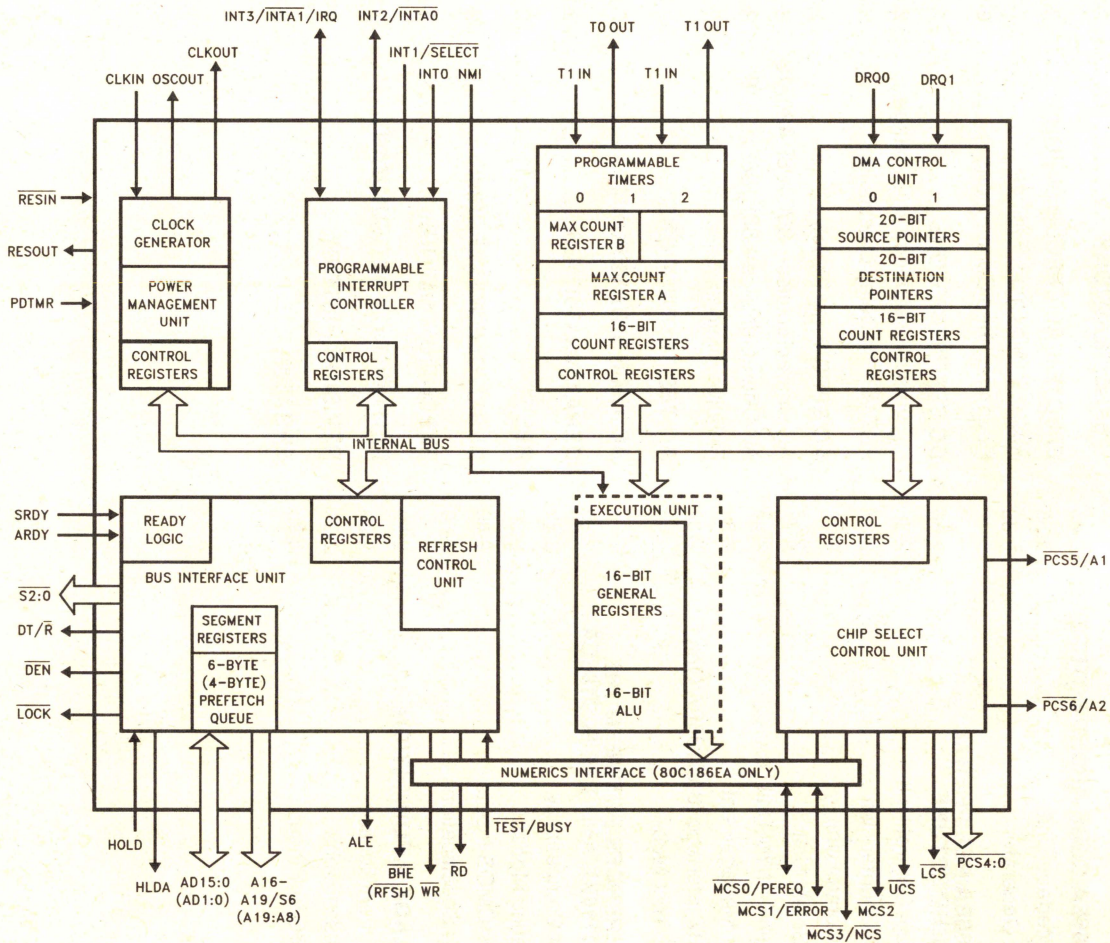 INT3/INTA1/IRQ
INT2/INTA0
INT1/SELECT
INT0 NMI
T0 OUT
T1 OUT
T1 IN
T1 IN
CLKOUT
CLKIN OSCOUT
DRQ0
DRQ1
RESIN
RESOUT
PDTMR
CLOCK
GENERATOR
POWER
MANAGEMENT
UNIT
CONTROL
REGISTERS
PROGRAMMABLE
INTERRUPT
CONTROLLER
CONTROL
REGISTERS
PROGRAMMABLE
TIMERS
0 1 2
MAX COUNT
REGISTER B
MAX COUNT
REGISTER A
16-BIT
COUNT REGISTERS
CONTROL REGISTERS
DMA CONTROL
UNIT
0 1
20-BIT
SOURCE POINTERS
20-BIT
DESTINATION
POINTERS
16-BIT
COUNT REGISTERS
CONTROL
REGISTERS
INTERNAL BUS
SRDY
ARDY
S2:0
DT/R
DEN
LOCK
READY
LOGIC
CONTROL
REGISTERS
REFRESH
CONTROL
UNIT
BUS INTERFACE UNIT
SEGMENT
REGISTERS
6-BYTE
(4-BYTE)
PREFETCH
QUEUE
EXECUTION UNIT
16-BIT
GENERAL
REGISTERS
16-BIT
ALU
CONTROL
REGISTERS
CHIP SELECT
CONTROL UNIT
PCS5/A1
PCS6/A2
NUMERICS INTERFACE (80C186EA ONLY)
HOLD
HLDA
AD15:0
(AD1:0)
A16-
A19/S6
(A19:A8)
ALE
BHE
(RFSH)
WR
RD
TEST/BUSY
MCS0/PEREQ
MCS1/ERROR
MCS3/NCS
MCS2
UCS
LCS
PCS4:0